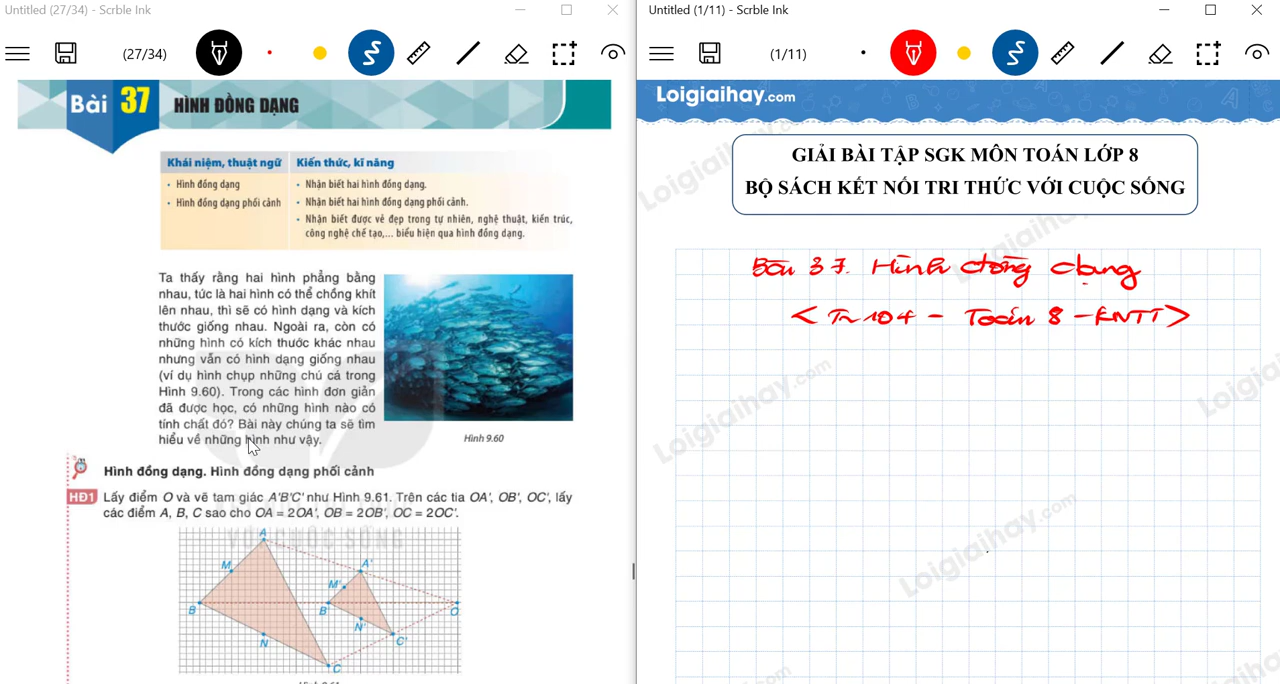 Untitled (27/34) - Scrble Ink
(27/34)
Bài 37 HÌNH ĐỒNG DẠNG
Khái niệm, thuật ngữ
• Hình đồng dạng
• Hình đồng dạng phối cảnh
Kiến thức, kĩ năng
• Nhận biết hai hình đồng dạng.
• Nhận biết hai hình đồng dạng phối cảnh.
• Nhận biết được vẻ đẹp trong tự nhiên, nghệ thuật, kiến trúc,
công nghệ chế tạo,... biểu hiện qua hình đồng dạng.
Ta thấy rằng hai hình phẳng bằng
nhau, tức là hai hình có thể chồng khít
lên nhau, thì sẽ có hình dạng và kích
thước giống nhau. Ngoài ra, còn có
những hình có kích thước khác nhau
nhưng vẫn có hình dạng giống nhau
(ví dụ hình chụp những chú cá trong
Hình 9.60). Trong các hình đơn giản
đã được học, có những hình nào có
tính chất đó? Bài này chúng ta sẽ tìm
hiểu về những hình như vậy.
Hình 9.60
Hình đồng dạng. Hình đồng dạng phối cảnh
HĐ1 Lấy điểm O và vẽ tam giác A'B'C' như Hình 9.61. Trên các tia OA', OB', OC', lấy
các điểm A, B, C sao cho OA = 2OA', OB = 2OB', OC = 2OC'.
A
M
A'
M'
B
B'
O
N'
N
C'
C
Hình 9.61
Untitled (1/11) - Scrble Ink
(1/11)
Loigiaihay.com
GIẢI BÀI TẬP SGK MÔN TOÁN LỚP 8
BỘ SÁCH KẾT NỐI TRI THỨC VỚI CUỘC SỐNG
Bài 37. Hình đồng dạng
<Tr 104 - Toán 8 - KNTT>
Loigiaihay.com
Loigiaihay.com
Loigiaihay.com